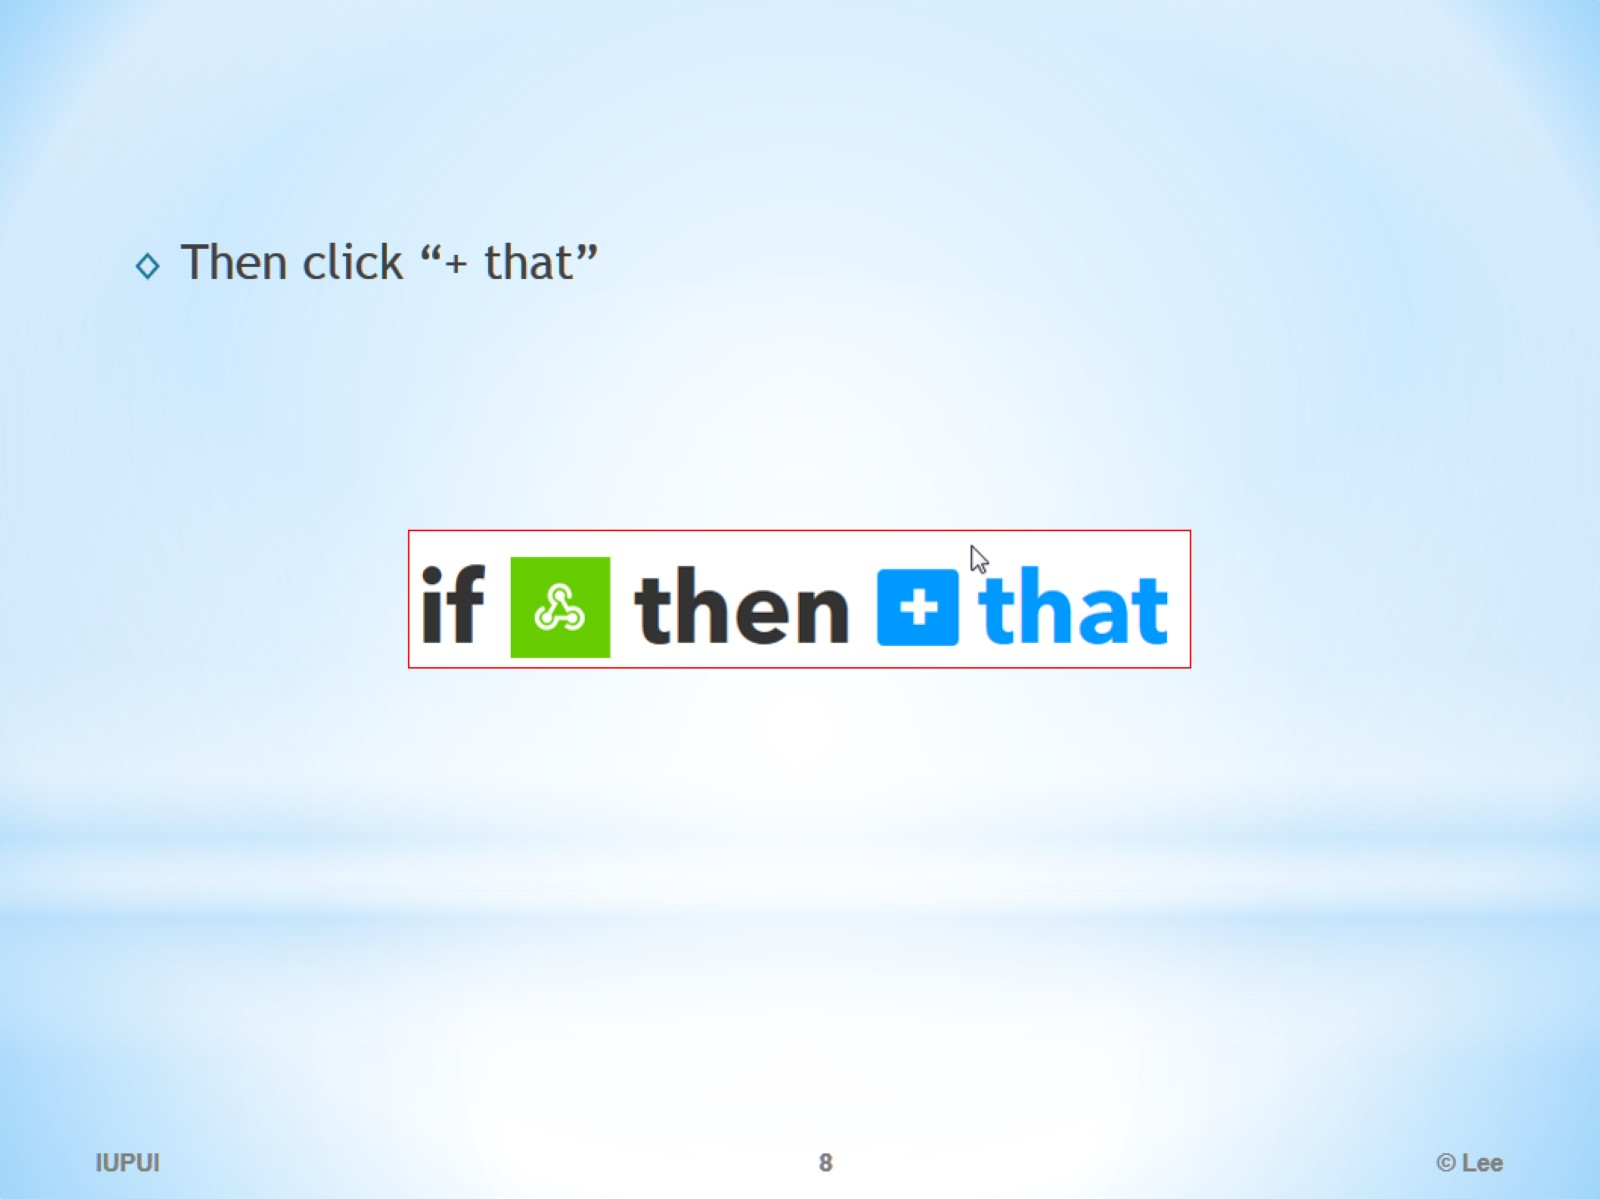 Then click “+ that”
if then + that
IUPUI
8
© Lee